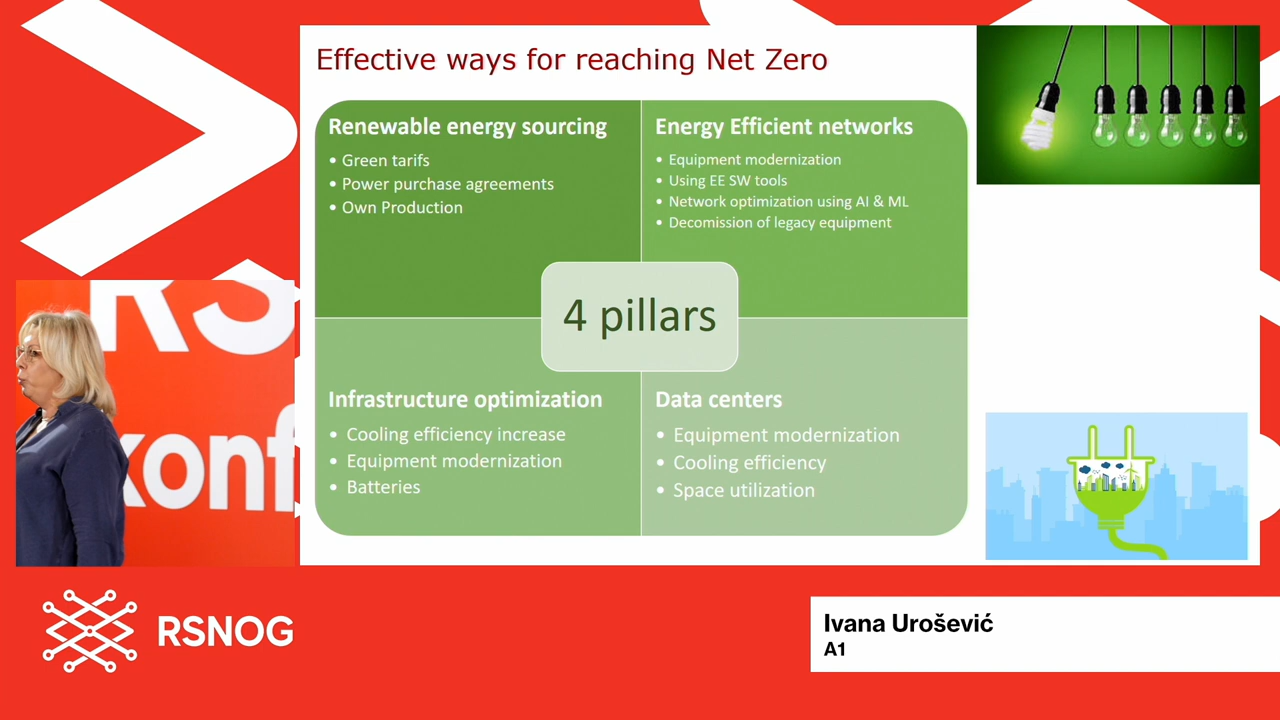 Effective ways for reaching Net Zero
Renewable energy sourcing
• Green tarifs
• Power purchase agreements
• Own Production
Energy Efficient networks
• Equipment modernization
• Using EE SW tools
• Network optimization using AI & ML
• Decomission of legacy equipment
4 pillars
Infrastructure optimization
• Cooling efficiency increase
• Equipment modernization
• Batteries
Data centers
• Equipment modernization
• Cooling efficiency
• Space utilization
RS
konf
RSNOG
Ivana Urošević
A1